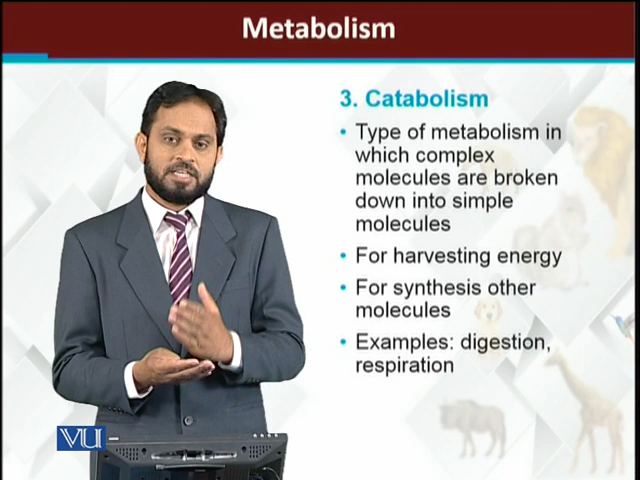 Metabolism
3. Catabolism
• Type of metabolism in
which complex
molecules are broken
down into simple
molecules
• For harvesting energy
• For synthesis other
molecules
• Examples: digestion,
respiration
VU